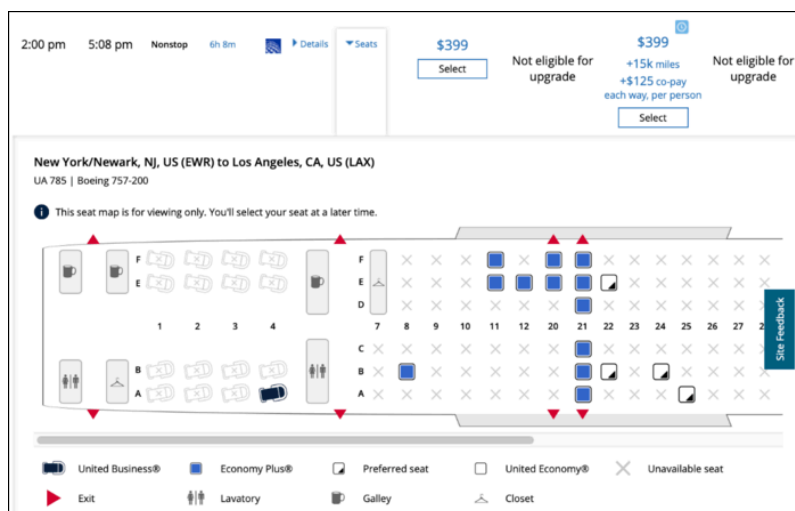 2:00 pm 5:08 pm Nonstop 6h 8m Details Seats
$399
Select
Not eligible for
upgrade
$399
+15k miles
+$125 co-pay
each way, per person
Select
Not eligible for
upgrade
New York/Newark, NJ, US (EWR) to Los Angeles, CA, US (LAX)
UA 785 | Boeing 757-200
This seat map is for viewing only. You'll select your seat at a later time.
F F
E E
D
1 2 3 4 7 8 9 10 11 12 20 21 22 23 24 25 26 27
C
B B
A A
Site Feedback
United Business® Economy Plus® Preferred seat United Economy® Unavailable seat
Exit Lavatory Galley Closet